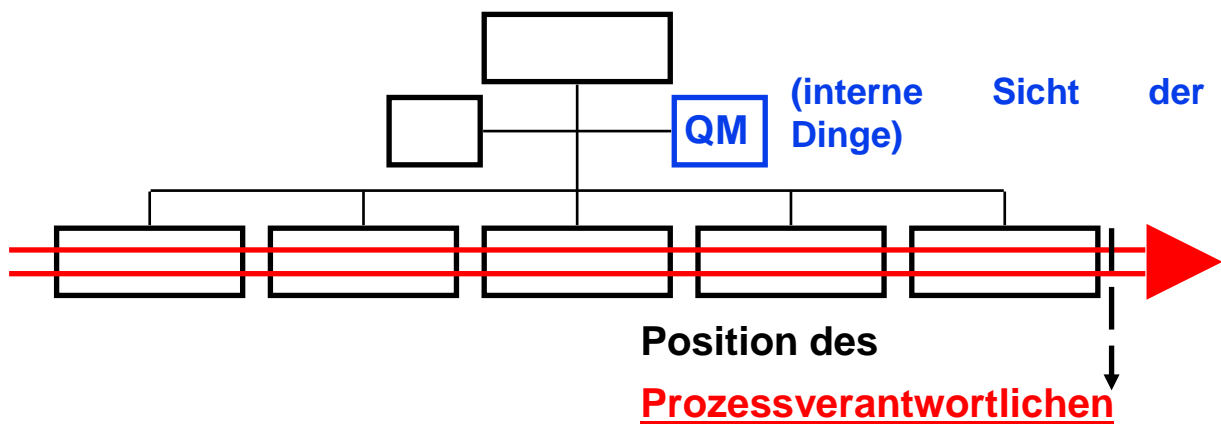 (interne Sicht der
QM Dinge)
Position des
Prozessverantwortlichen